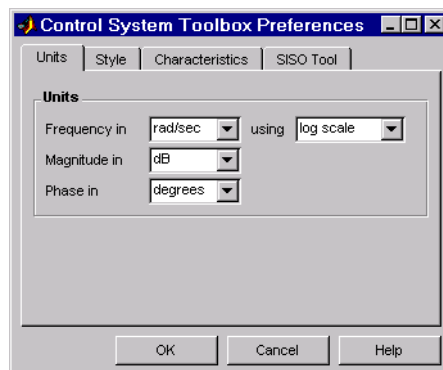 Control System Toolbox Preferences
Units Style Characteristics SISO Tool
Units
Frequency in rad/sec using log scale
Magnitude in dB
Phase in degrees
OK Cancel Help